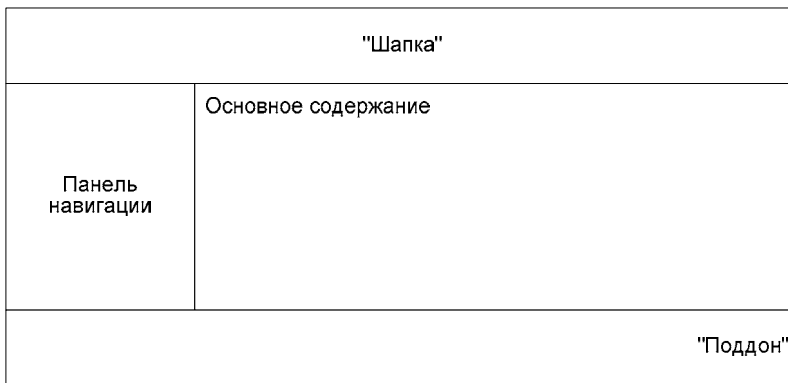 "Шапка"
Основное содержание
Панель
навигации
"Поддон"